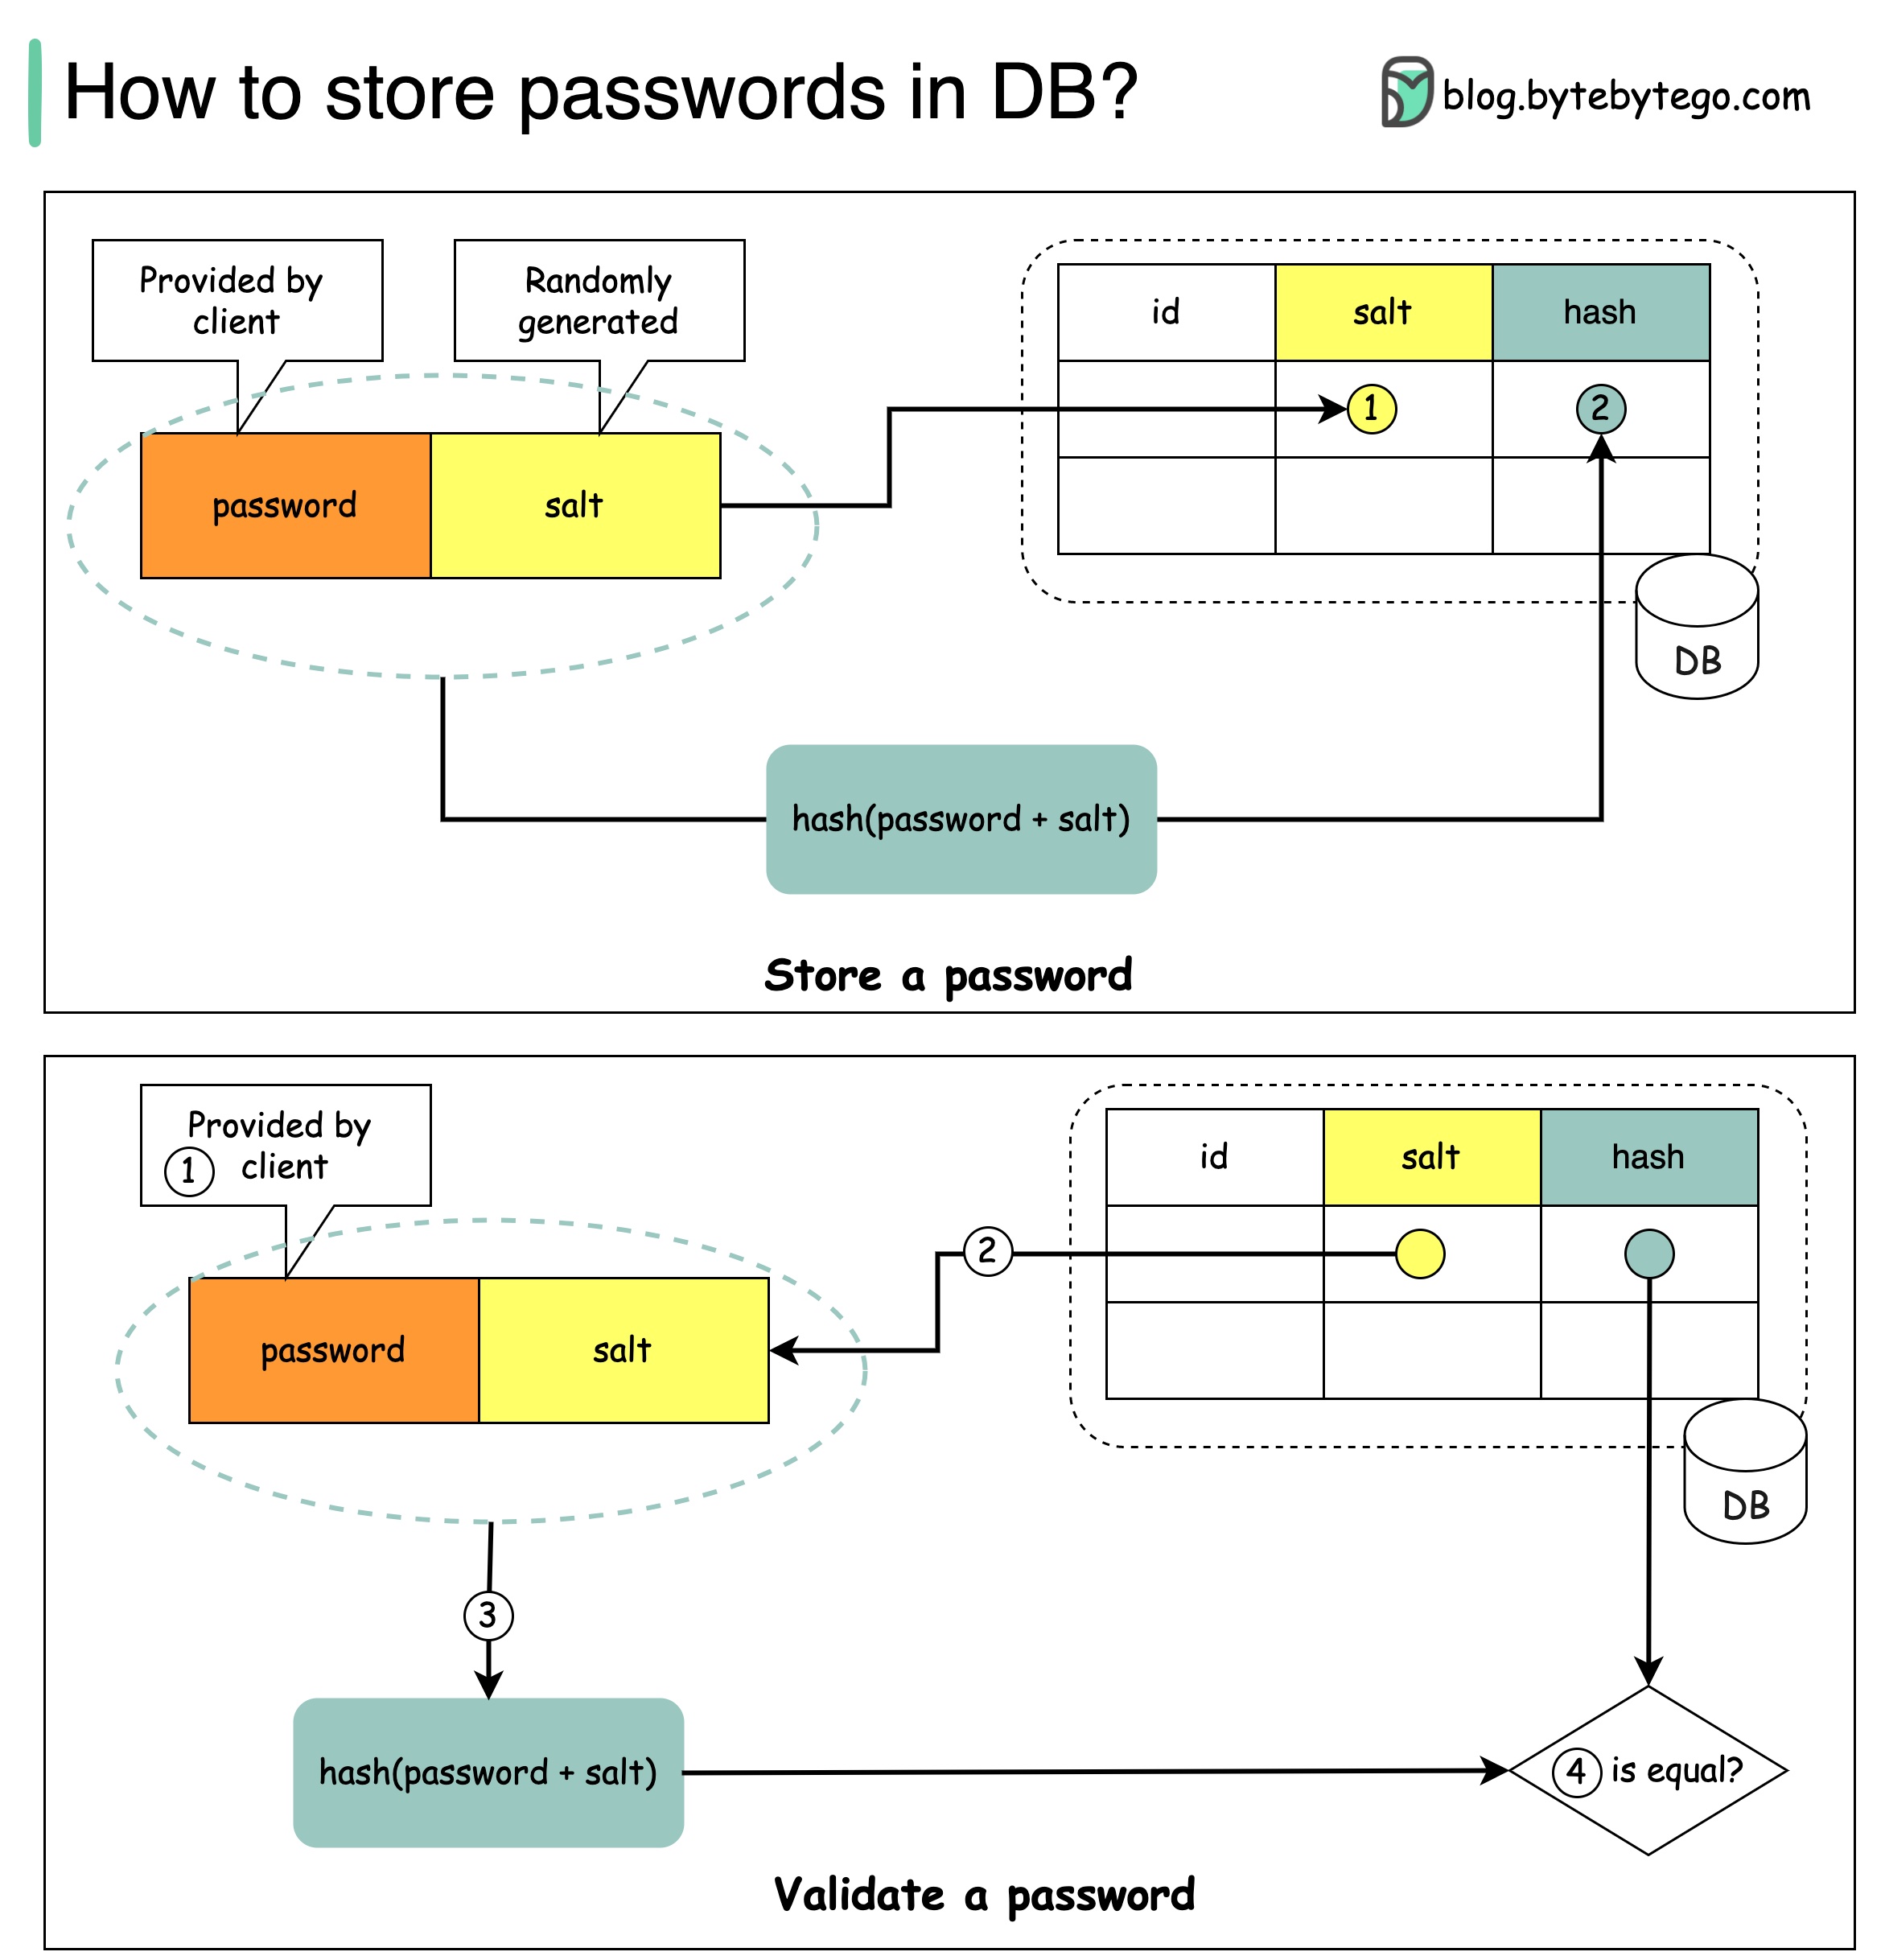 How to store passwords in DB?
blog.bytebytego.com
Provided by
client
Randomly
generated
id
salt
hash
1
2
password
salt
DB
hash(password + salt)
Store a password
Provided by
1 client
id
salt
hash
2
password
salt
DB
3
hash(password + salt)
4 is equal?
Validate a password